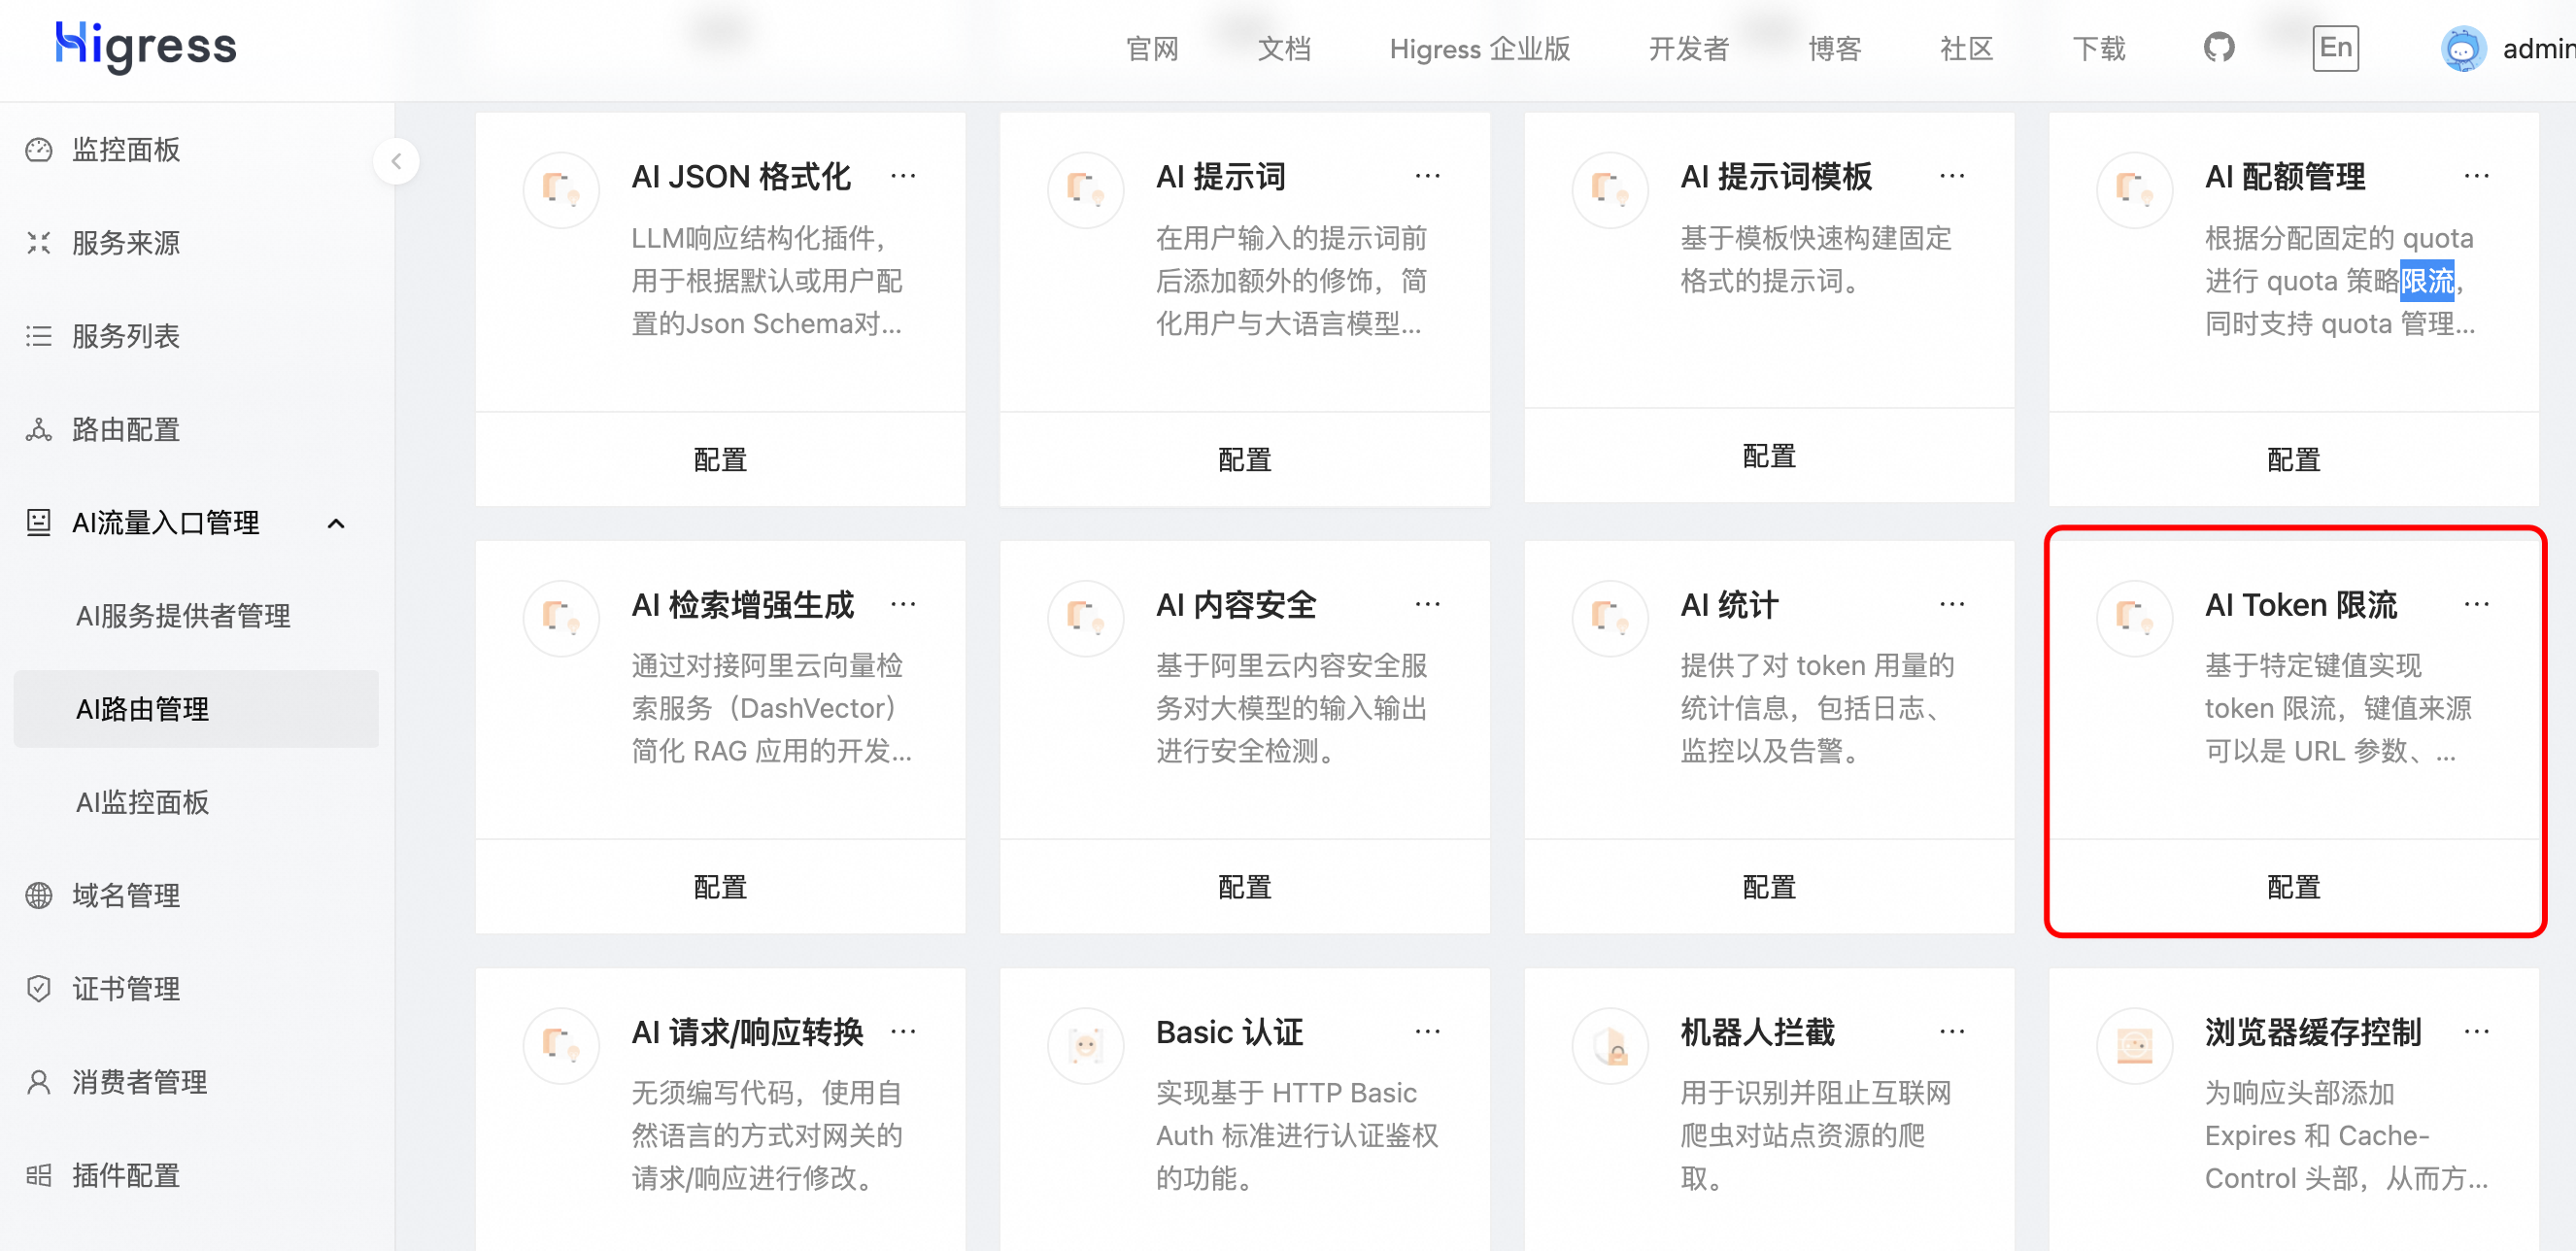 Higress
官网
文档
Higress 企业版
开发者
博客
社区
下载
En
admin
监控面板
服务来源
服务列表
路由配置
AI流量入口管理
AI服务提供者管理
AI路由管理
AI监控面板
域名管理
证书管理
消费者管理
插件配置
AI JSON 格式化 ···
LLM响应结构化插件，
用于根据默认或用户配
置的Json Schema对...
配置
AI 提示词 ···
在用户输入的提示词前
后添加额外的修饰，简
化用户与大语言模型...
配置
AI 提示词模板 ···
基于模板快速构建固定
格式的提示词。
配置
AI 配额管理 ···
根据分配固定的 quota
进行 quota 策略限流，
同时支持 quota 管理...
配置
AI 检索增强生成 ···
通过对接阿里云向量检
索服务（DashVector）
简化 RAG 应用的开发...
配置
AI 内容安全 ···
基于阿里云内容安全服
务对大模型的输入输出
进行安全检测。
配置
AI 统计 ···
提供了对 token 用量的
统计信息，包括日志、
监控以及告警。
配置
AI Token 限流 ···
基于特定键值实现
token 限流，键值来源
可以是 URL 参数、...
配置
AI 请求/响应转换 ···
无须编写代码，使用自
然语言的方式对网关的
请求/响应进行修改。
Basic 认证 ···
实现基于 HTTP Basic
Auth 标准进行认证鉴权
的功能。
机器人拦截 ···
用于识别并阻止互联网
爬虫对站点资源的爬
取。
浏览器缓存控制 ···
为响应头部添加
Expires 和 Cache-
Control 头部，从而方...